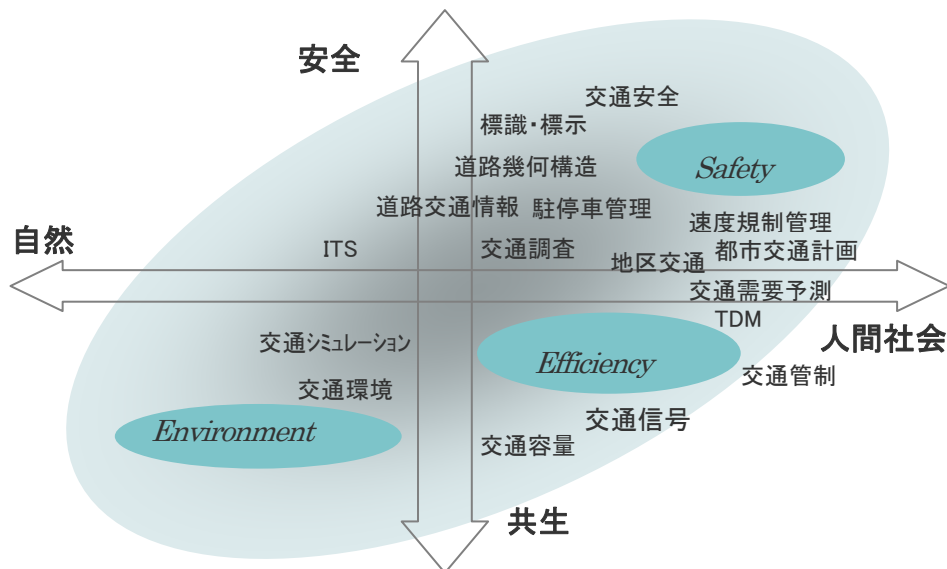 安全
交通安全
標識・標示
道路幾何構造
Safety
道路交通情報
駐停車管理
速度規制管理
自然
ITS
交通調査
地区交通
都市交通計画
交通需要予測
TDM
人間社会
交通シミュレーション
Efficiency
交通管制
交通環境
Environment
交通信号
交通容量
共生